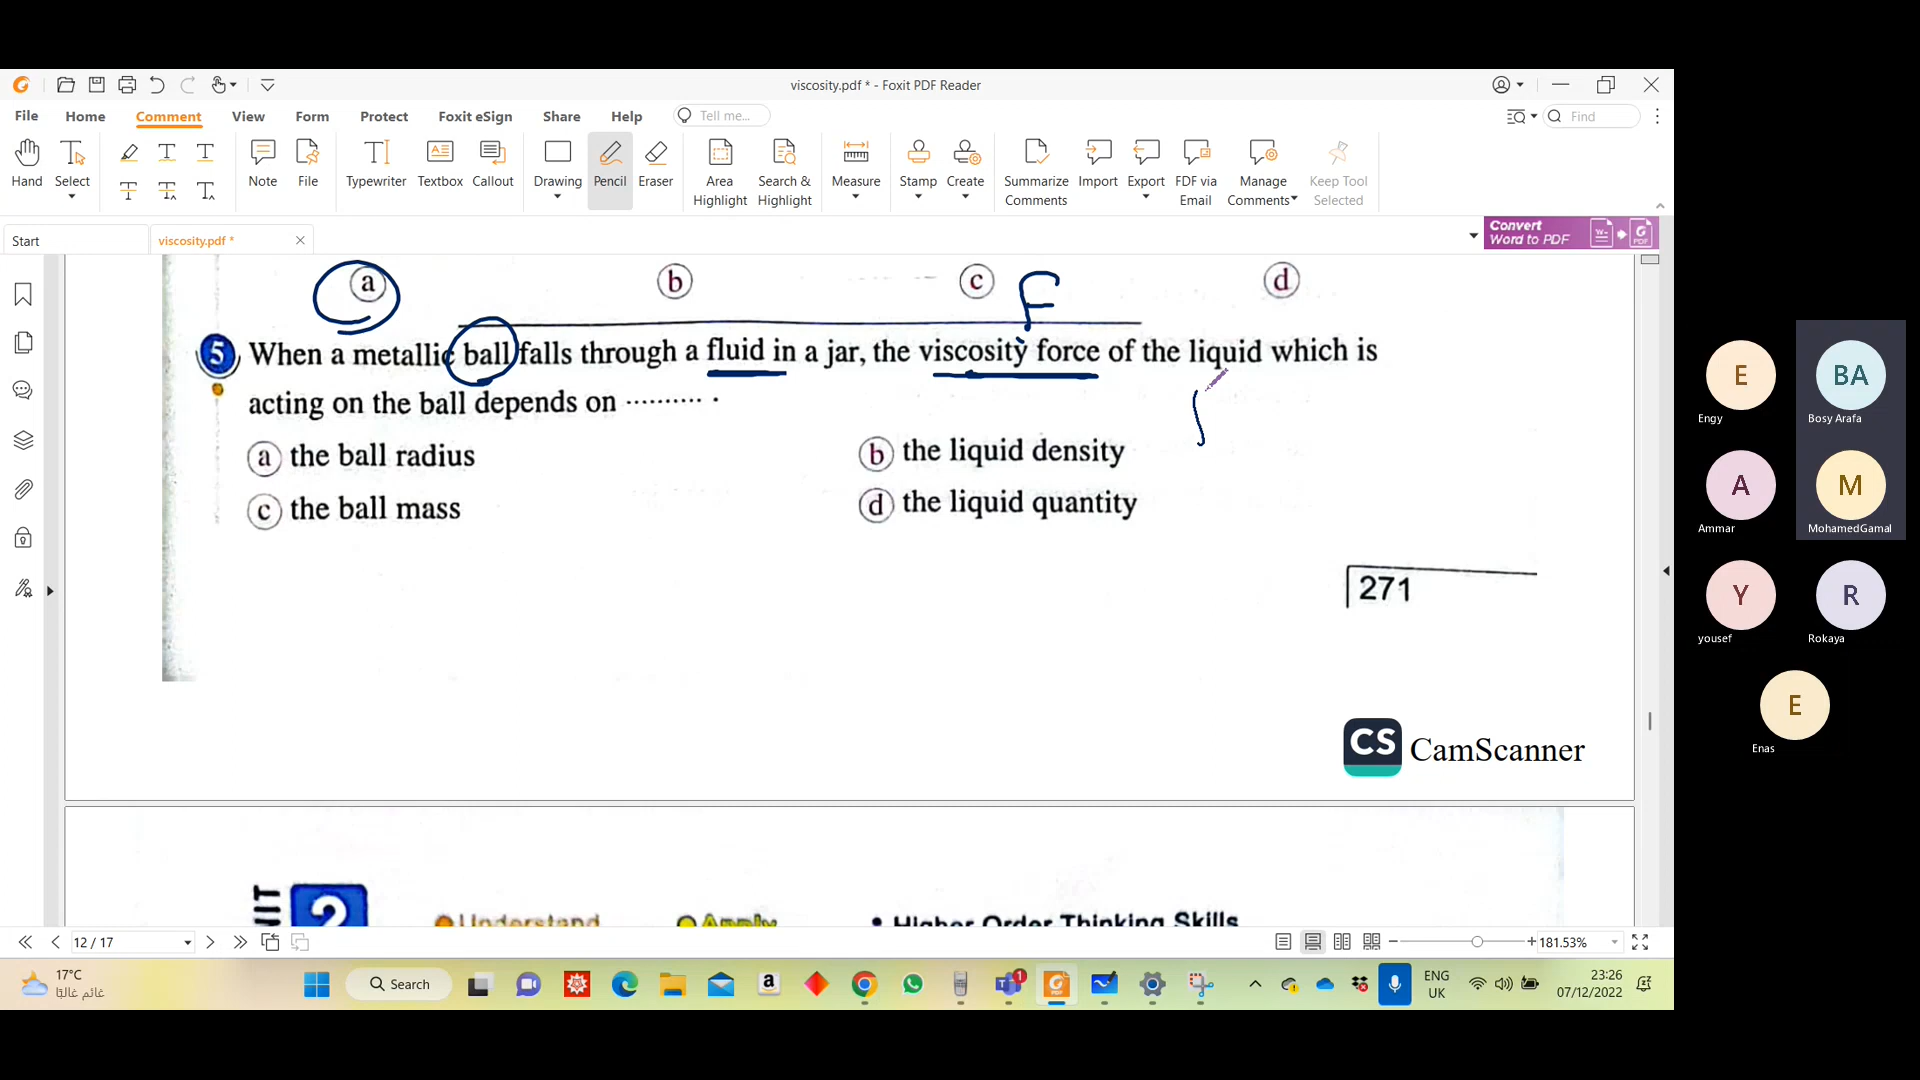 viscosity.pdf * - Foxit PDF Reader
File Home Comment View Form Protect Foxit eSign Share Help Tell me... Find
Hand Select Note File Typewriter Textbox Callout Drawing Pencil Eraser Area Highlight Search & Highlight Measure Stamp Create Summarize Comments Import Export FDF via Email Manage Comments Keep Tool Selected
Start viscosity.pdf *
Convert
Word to PDF
a b c d
F
5 When a metallic ball falls through a fluid in a jar, the viscosity force of the liquid which is
acting on the ball depends on .......... .
a the ball radius b the liquid density
c the ball mass d the liquid quantity
271
CS CamScanner
2 Understand Apply • Higher Order Thinking Skills
12 / 17 181.53%
E BA
Engy Bosy Arafa
A M
Ammar MohamedGamal
Y R
yousef Rokaya
E
Enas
17°C
غائم غالبًا
Search
1
ENG
UK
23:26
07/12/2022